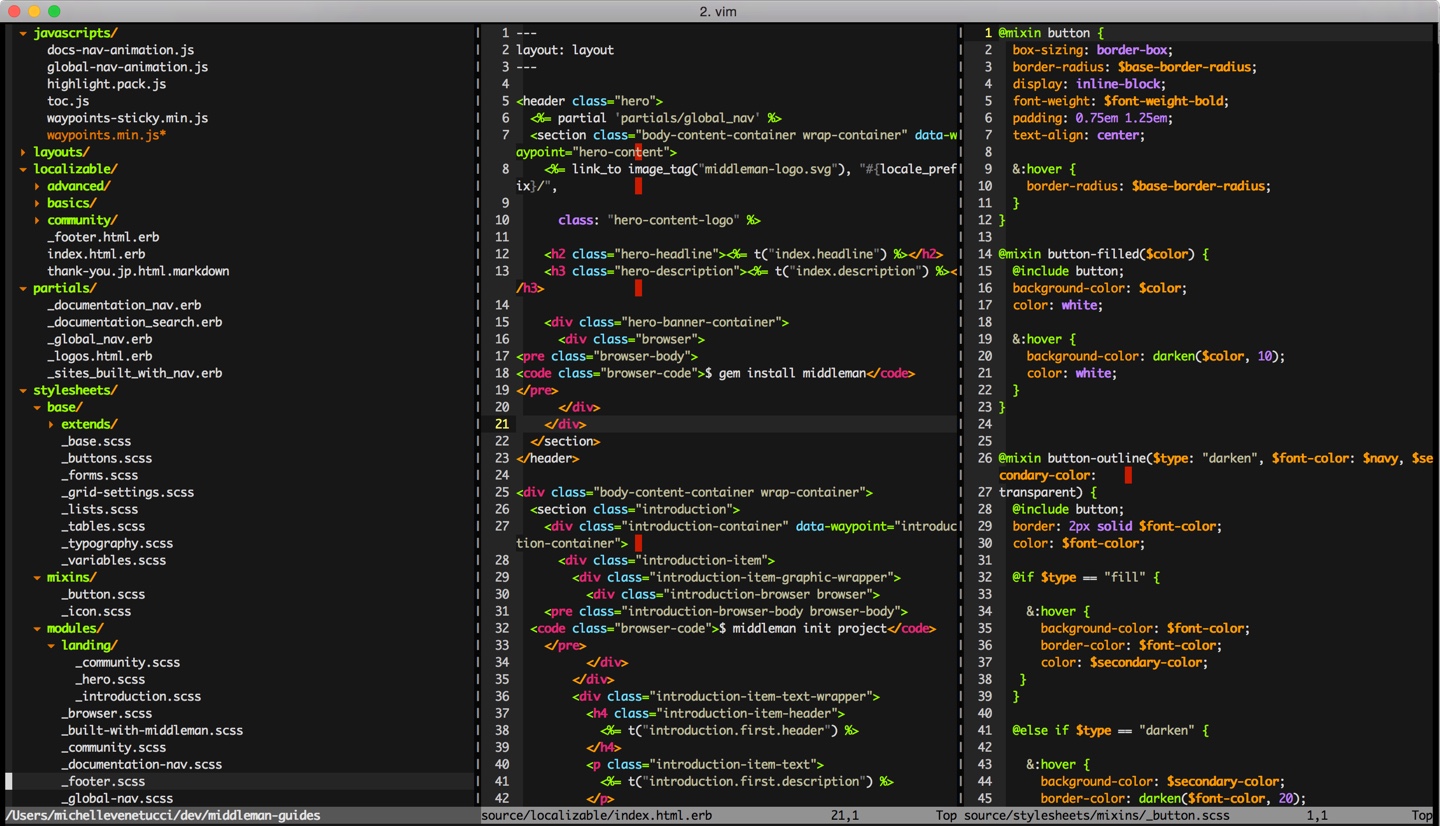 2. vim
▾ javascripts/
docs-nav-animation.js
global-nav-animation.js
highlight.pack.js
toc.js
waypoints-sticky.min.js
waypoints.min.js*
▸ layouts/
▾ localizable/
▸ advanced/
▸ basics/
▸ community/
_footer.html.erb
index.html.erb
thank-you.jp.html.markdown
▾ partials/
_documentation_nav.erb
_documentation_search.erb
_global_nav.erb
_logos.html.erb
_sites_built_with_nav.erb
▾ stylesheets/
▾ base/
▸ extends/
_base.scss
_buttons.scss
_forms.scss
_grid-settings.scss
_lists.scss
_tables.scss
_typography.scss
_variables.scss
▾ mixins/
_button.scss
_icon.scss
▾ modules/
▾ landing/
_community.scss
_hero.scss
_introduction.scss
_browser.scss
_built-with-middleman.scss
_community.scss
_documentation-nav.scss
_footer.scss
_global-nav.scss
/Users/michellevenetucci/dev/middleman-guides
1 ---
2 layout: layout
3 ---
4
5 <header class="hero">
6 <%= partial 'partials/global_nav' %>
7 <section class="body-content-container wrap-container" data-w
aypoint="hero-content">
8 <%= link_to image_tag("middleman-logo.svg"), "#{locale_pref
ix}/",
9
10 class: "hero-content-logo" %>
11
12 <h2 class="hero-headline"><%= t("index.headline") %></h2>
13 <h3 class="hero-description"><%= t("index.description") %><
/h3>
14
15 <div class="hero-banner-container">
16 <div class="browser">
17 <pre class="browser-body">
18 <code class="browser-code">$ gem install middleman</code>
19 </pre>
20 </div>
21 </div>
22 </section>
23 </header>
24
25 <div class="body-content-container wrap-container">
26 <section class="introduction">
27 <div class="introduction-container" data-waypoint="introduc
tion-container">
28 <div class="introduction-item">
29 <div class="introduction-item-graphic-wrapper">
30 <div class="introduction-browser browser">
31 <pre class="introduction-browser-body browser-body">
32 <code class="browser-code">$ middleman init project</code>
33 </pre>
34 </div>
35 </div>
36 <div class="introduction-item-text-wrapper">
37 <h4 class="introduction-item-header">
38 <%= t("introduction.first.header") %>
39 </h4>
40 <p class="introduction-item-text">
41 <%= t("introduction.first.description") %>
42 </p>
source/localizable/index.html.erb 21,1 Top
1 @mixin button {
2 box-sizing: border-box;
3 border-radius: $base-border-radius;
4 display: inline-block;
5 font-weight: $font-weight-bold;
6 padding: 0.75em 1.25em;
7 text-align: center;
8
9 &:hover {
10 border-radius: $base-border-radius;
11 }
12 }
13
14 @mixin button-filled($color) {
15 @include button;
16 background-color: $color;
17 color: white;
18
19 &:hover {
20 background-color: darken($color, 10);
21 color: white;
22 }
23 }
24
25
26 @mixin button-outline($type: "darken", $font-color: $navy, $se
condary-color:
27 transparent) {
28 @include button;
29 border: 2px solid $font-color;
30 color: $font-color;
31
32 @if $type == "fill" {
33
34 &:hover {
35 background-color: $font-color;
36 border-color: $font-color;
37 color: $secondary-color;
38 }
39 }
40
41 @else if $type == "darken" {
42
43 &:hover {
44 background-color: $secondary-color;
45 border-color: darken($font-color, 20);
source/stylesheets/mixins/_button.scss 1,1 Top